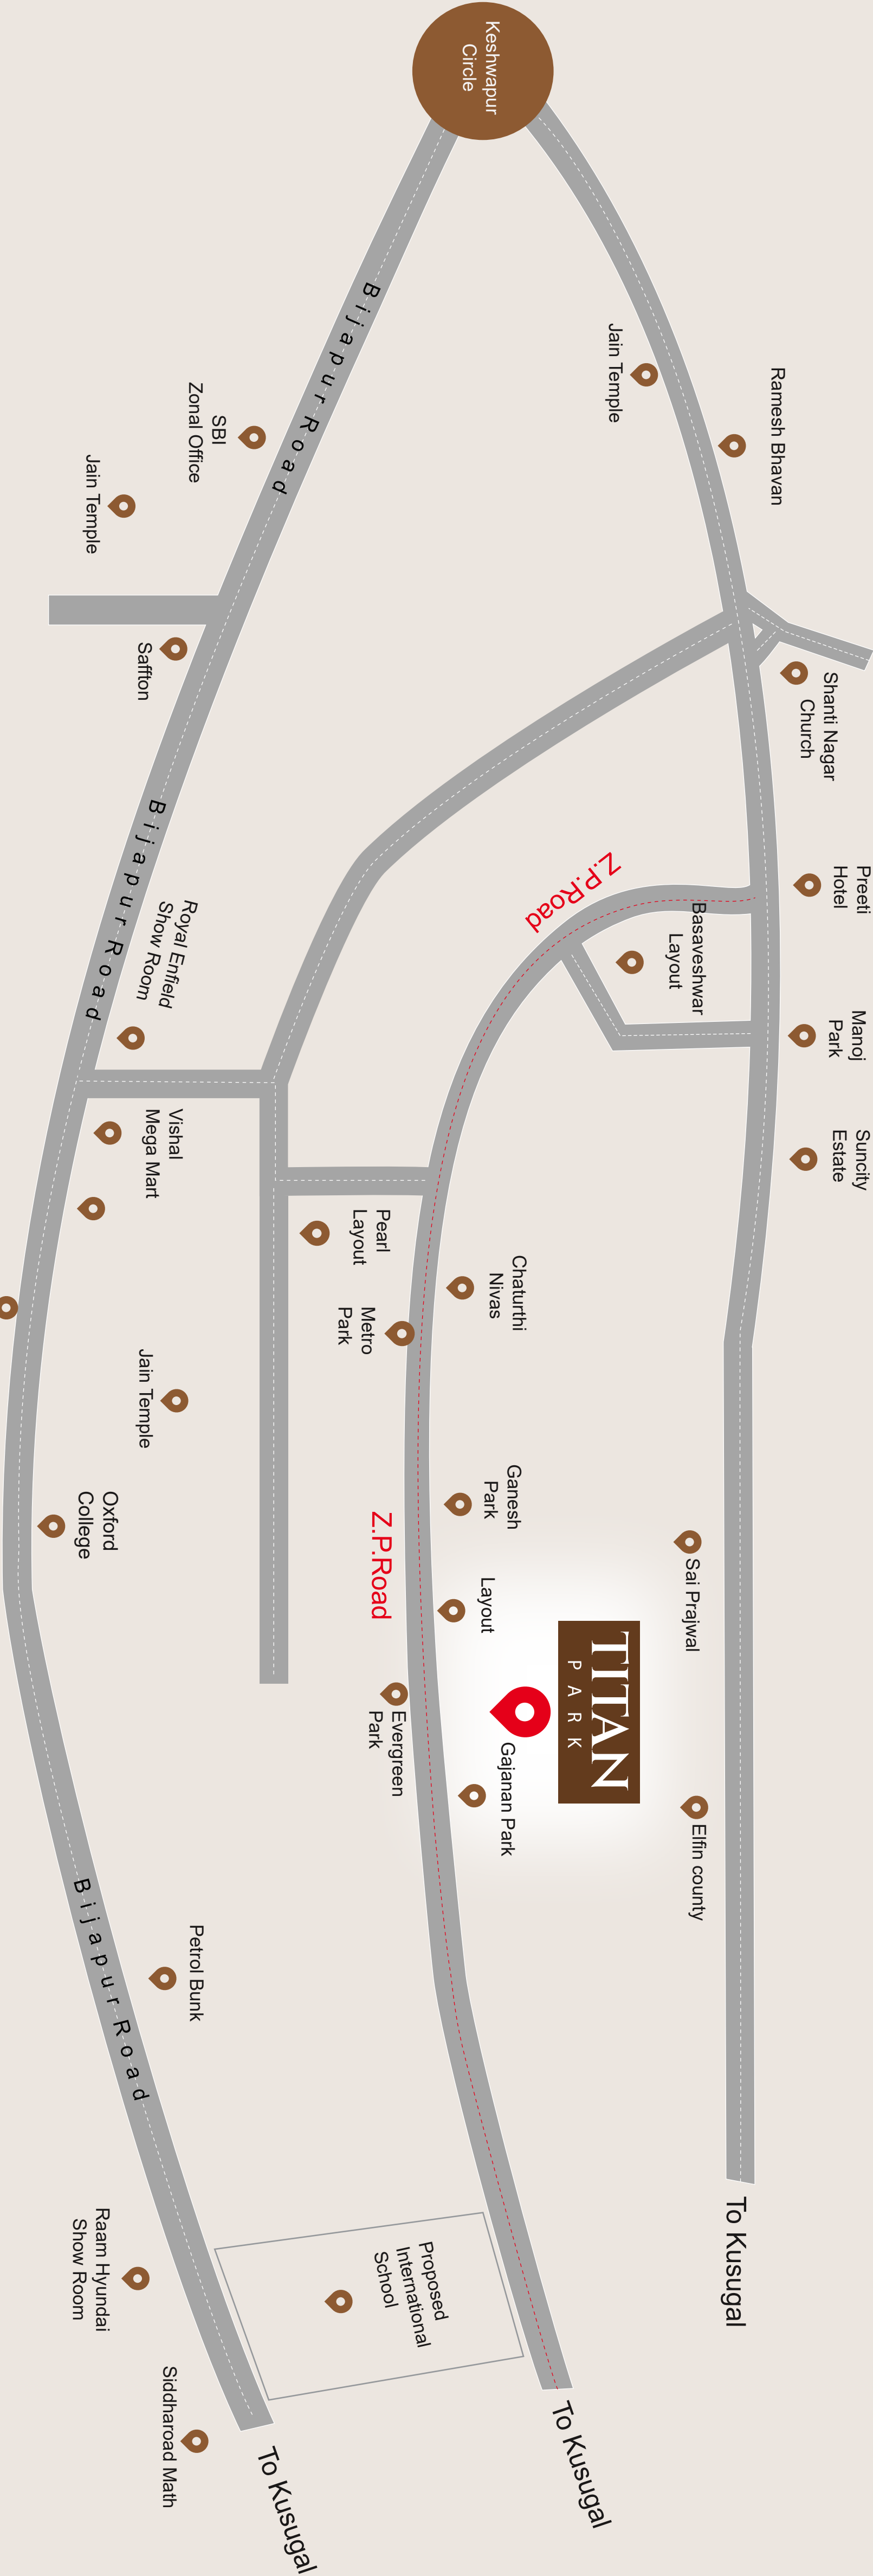 Keshwapur
Circle
Bijapur Road
Jain Temple
Ramesh Bhavan
SBI
Zonal Office
Jain Temple
Saffton
Shanti Nagar
Church
Bijapur Road
Royal Enfield
Show Room
Z.P.Road
Basaveshwar
Layout
Preeti
Hotel
Manoj
Park
Suncity
Estate
Vishal
Mega Mart
Pearl
Layout
Chaturthi
Nivas
Metro
Park
Jain Temple
Oxford
College
Ganesh
Park
Z.P.Road
Layout
Sai Prajwal
TITAN
PARK
Evergreen
Park
Gajanan Park
Elfin county
Bijapur Road
Petrol Bunk
Raam Hyundai
Show Room
Proposed
International
School
Siddharoad Math
To Kusugal
To Kusugal
To Kusugal